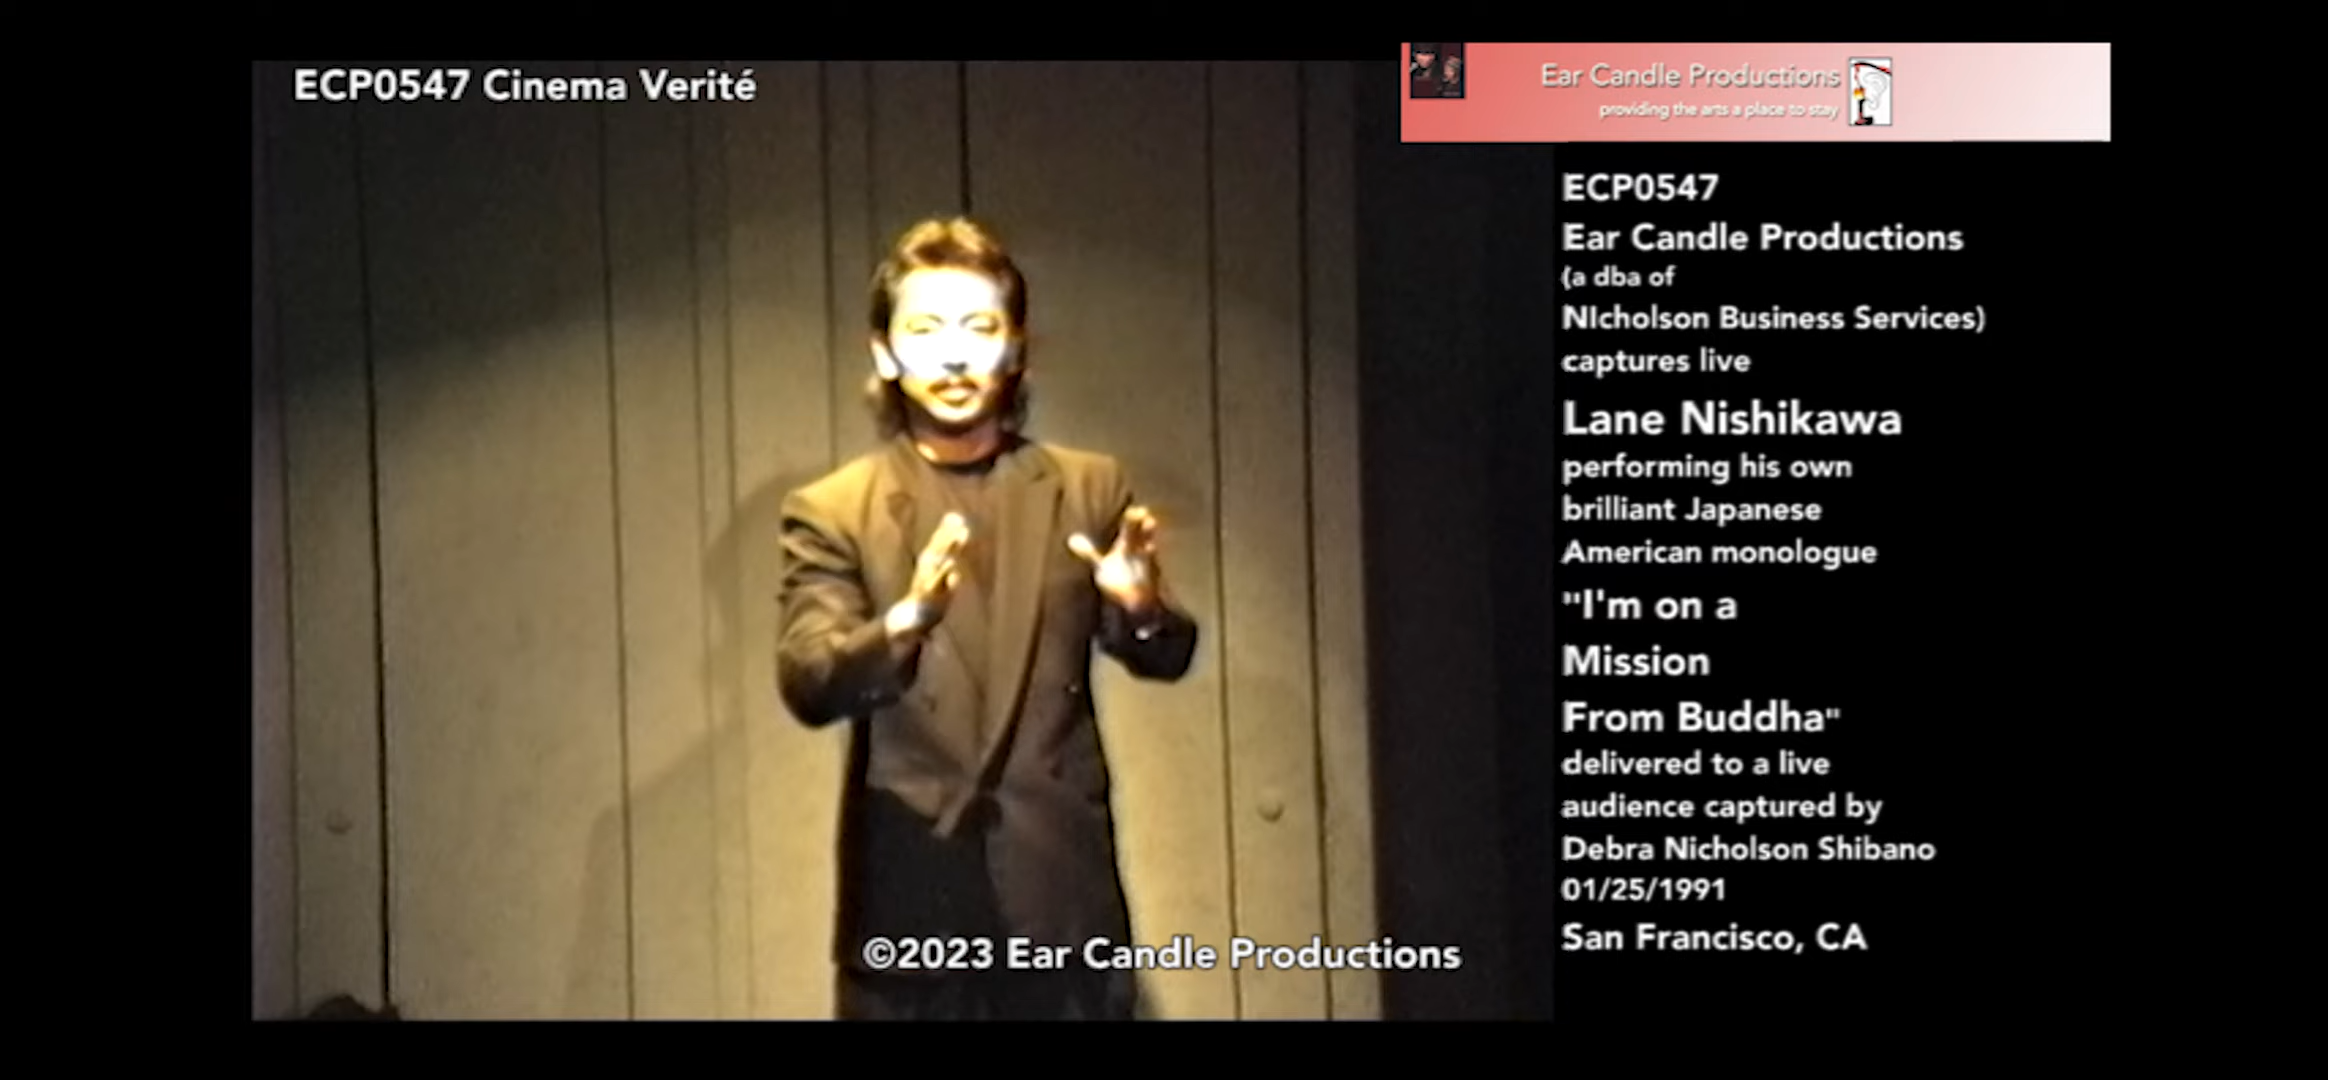 ECP0547 Cinema Verité
Ear Candle Productions
providing the arts a place to stay
ECP0547
Ear Candle Productions
(a dba of
NIcholson Business Services)
captures live
Lane Nishikawa
performing his own
brilliant Japanese
American monologue
"I'm on a
Mission
From Buddha"
delivered to a live
audience captured by
Debra Nicholson Shibano
01/25/1991
San Francisco, CA
©2023 Ear Candle Productions